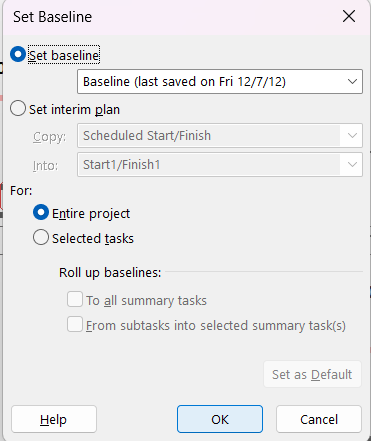 Set Baseline
Set baseline
Baseline (last saved on Fri 12/7/12)
Set interim plan
Copy: Scheduled Start/Finish
Into: Start1/Finish1
For:
Entire project
Selected tasks
Roll up baselines:
To all summary tasks
From subtasks into selected summary task(s)
Set as Default
Help OK Cancel